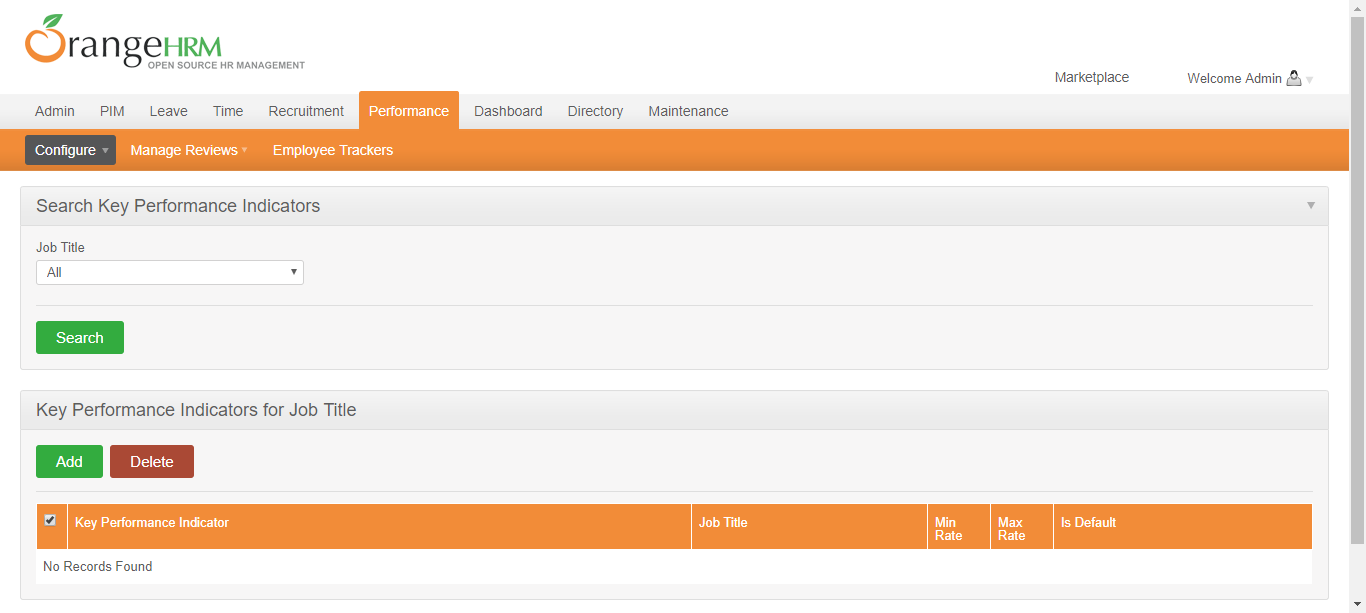 OrangeHRM
OPEN SOURCE HR MANAGEMENT
Marketplace
Welcome Admin
Admin PIM Leave Time Recruitment Performance Dashboard Directory Maintenance
Configure Manage Reviews Employee Trackers
Search Key Performance Indicators
Job Title
All
Search
Key Performance Indicators for Job Title
Add Delete
Key Performance Indicator Job Title Min Rate Max Rate Is Default
No Records Found